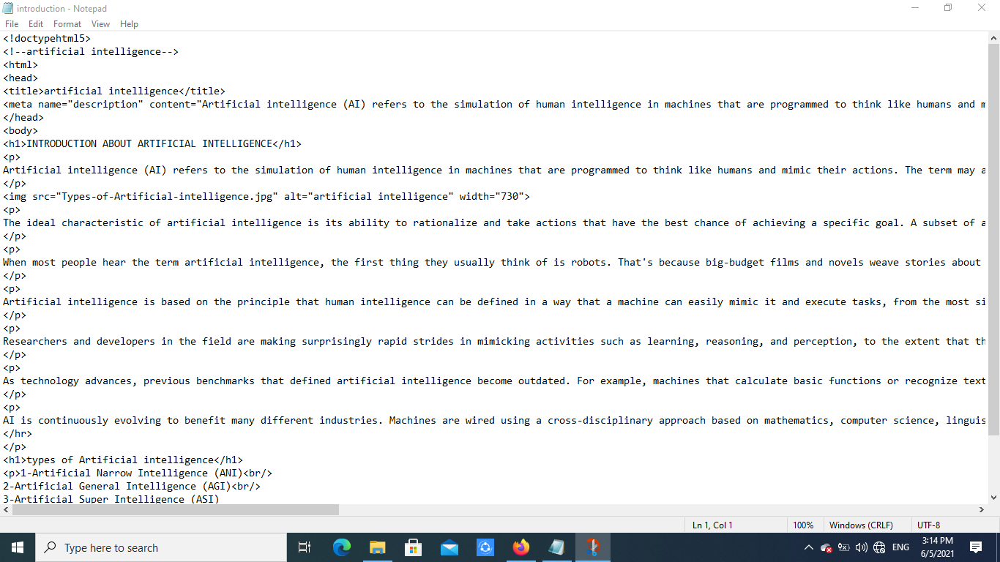 introduction - Notepad
File Edit Format View Help
<!doctypehtml5>
<!--artificial intelligence-->
<html>
<head>
<title>artificial intelligence</title>
<meta name="description" content="Artificial intelligence (AI) refers to the simulation of human intelligence in machines that are programmed to think like humans and m
</head>
<body>
<h1>INTRODUCTION ABOUT ARTIFICIAL INTELLIGENCE</h1>
<p>
Artificial intelligence (AI) refers to the simulation of human intelligence in machines that are programmed to think like humans and mimic their actions. The term may a
</p>
<img src="Types-of-Artificial-intelligence.jpg" alt="artificial intelligence" width="730">
<p>
The ideal characteristic of artificial intelligence is its ability to rationalize and take actions that have the best chance of achieving a specific goal. A subset of a
</p>
<p>
When most people hear the term artificial intelligence, the first thing they usually think of is robots. That's because big-budget films and novels weave stories about
</p>
<p>
Artificial intelligence is based on the principle that human intelligence can be defined in a way that a machine can easily mimic it and execute tasks, from the most si
</p>
<p>
Researchers and developers in the field are making surprisingly rapid strides in mimicking activities such as learning, reasoning, and perception, to the extent that th
</p>
<p>
As technology advances, previous benchmarks that defined artificial intelligence become outdated. For example, machines that calculate basic functions or recognize text
</p>
<p>
AI is continuously evolving to benefit many different industries. Machines are wired using a cross-disciplinary approach based on mathematics, computer science, linguis
</hr>
</p>
<h1>types of Artificial intelligence</h1>
<p>1-Artificial Narrow Intelligence (ANI)<br/>
2-Artificial General Intelligence (AGI)<br/>
3-Artificial Super Intelligence (ASI)
Ln 1, Col 1 100% Windows (CRLF) UTF-8
Type here to search
ENG
3:14 PM
6/5/2021